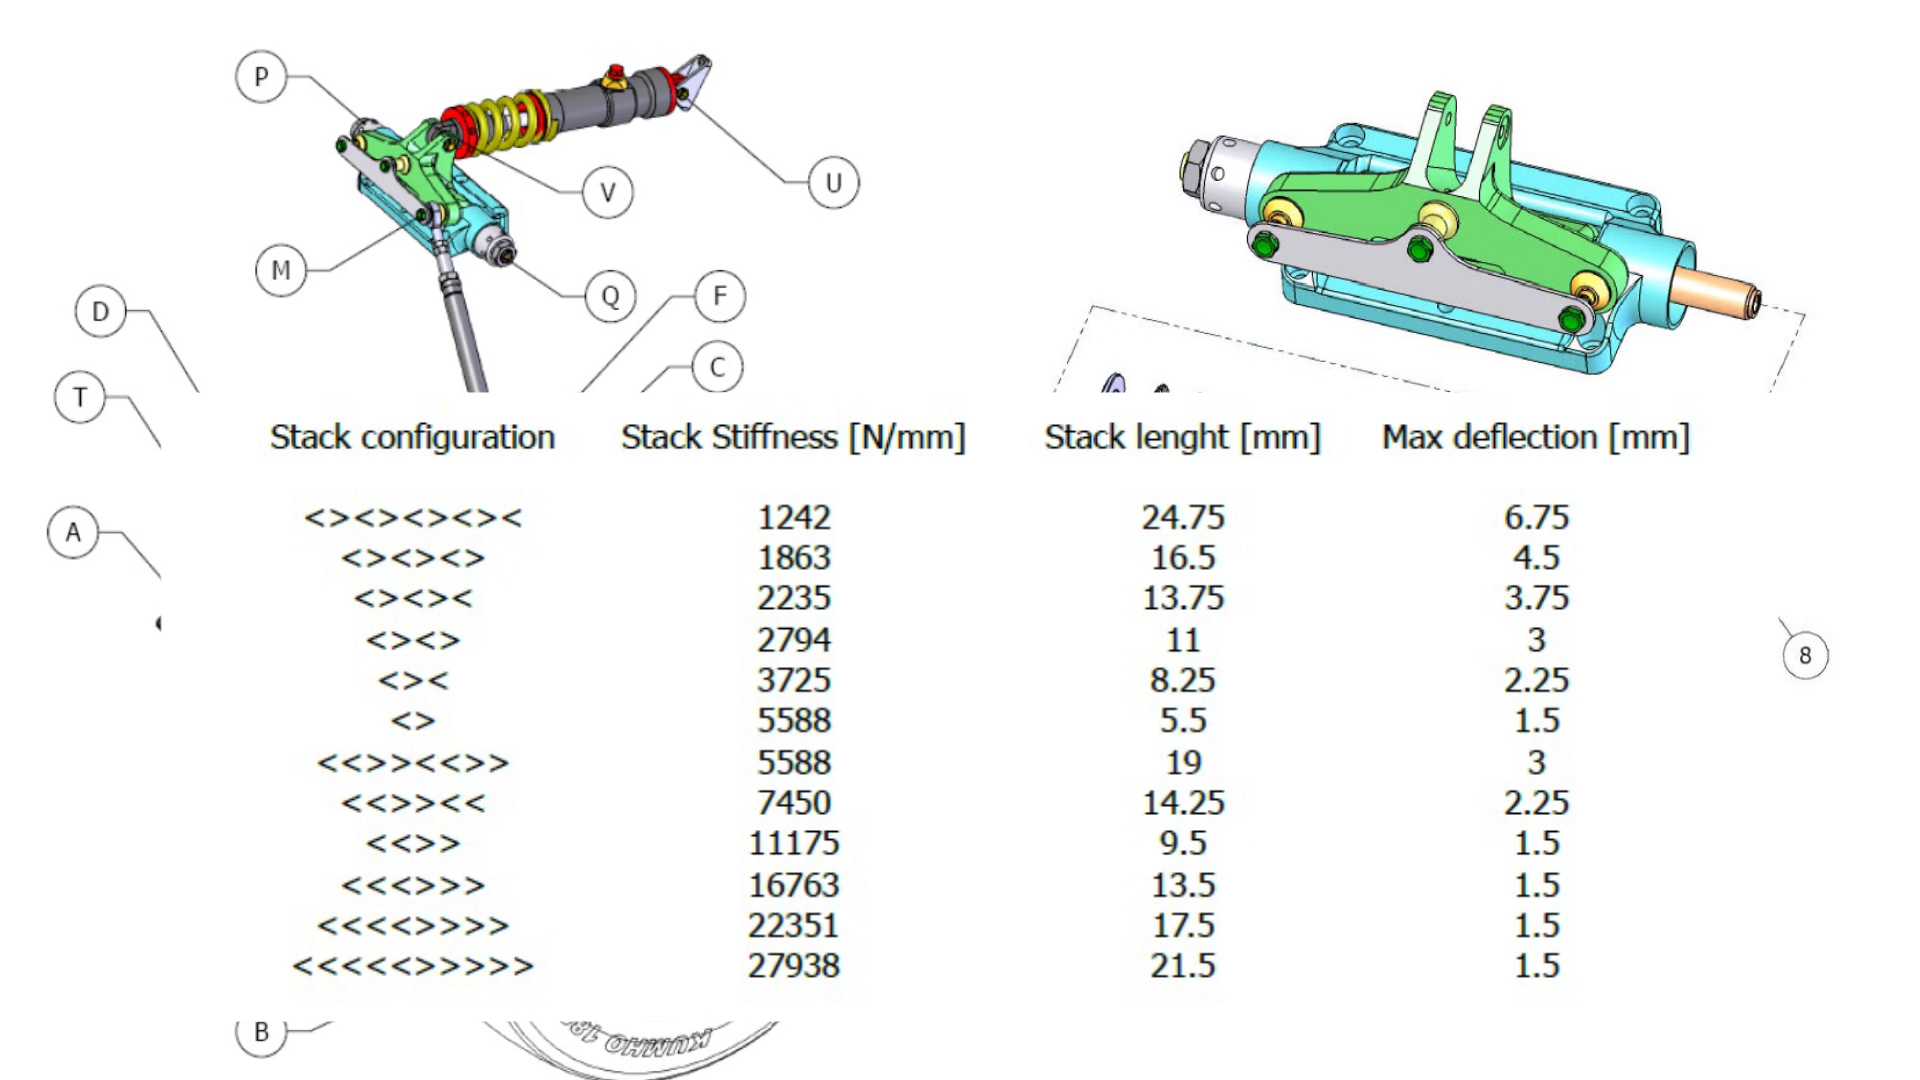 P
V
U
M
Q
D
F
C
T
Stack configuration Stack Stiffness [N/mm] Stack lenght [mm] Max deflection [mm]
<><><><>< 1242 24.75 6.75
A
<><><> 1863 16.5 4.5
<><>< 2235 13.75 3.75
<><> 2794 11 3
8
<>< 3725 8.25 2.25
<> 5588 5.5 1.5
<<>><<>> 5588 19 3
<<>><< 7450 14.25 2.25
<<>> 11175 9.5 1.5
<<<>>> 16763 13.5 1.5
<<<<>>>> 22351 17.5 1.5
<<<<<>>>>> 27938 21.5 1.5
B
KUMHO